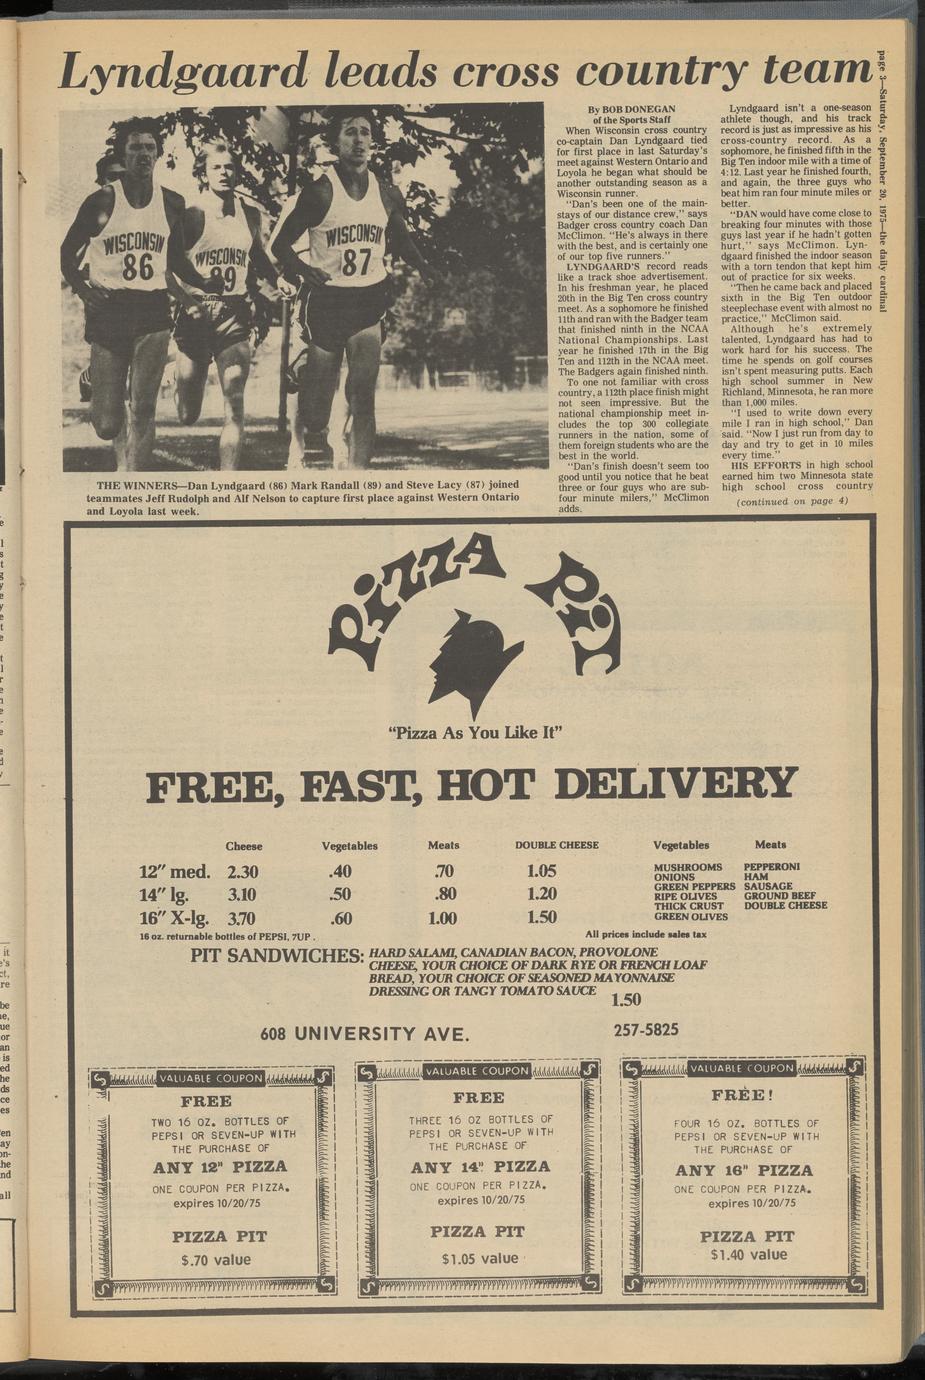 Lyndgaard leads cross country team
page 3—Saturday, September 20, 1975—the daily cardinal
WISCONSIN
86
WISCONSIN
89
WISCONSIN
87
THE WINNERS—Dan Lyndgaard (86) Mark Randall (89) and Steve Lacy (87) joined
teammates Jeff Rudolph and Alf Nelson to capture first place against Western Ontario
and Loyola last week.
By BOB DONEGAN
of the Sports Staff
When Wisconsin cross country
co-captain Dan Lyndgaard tied
for first place in last Saturday's
meet against Western Ontario and
Loyola he began what should be
another outstanding season as a
Wisconsin runner.
"Dan's been one of the main-
stays of our distance crew," says
Badger cross country coach Dan
McClimon. "He's always in there
with the best, and is certainly one
of our top five runners."
LYNDGAARD'S record reads
like a track shoe advertisement.
In his freshman year, he placed
20th in the Big Ten cross country
meet. As a sophomore he finished
11th and ran with the Badger team
that finished ninth in the NCAA
National Championships. Last
year he finished 17th in the Big
Ten and 112th in the NCAA meet.
The Badgers again finished ninth.
To one not familiar with cross
country, a 112th place finish might
not seem impressive. But the
national championship meet in-
cludes the top 300 collegiate
runners in the nation, some of
them foreign students who are the
best in the world.
"Dan's finish doesn't seem too
good until you notice that he beat
three or four guys who are sub-
four minute milers," McClimon
adds.
Lyndgaard isn't a one-season
athlete though, and his track
record is just as impressive as his
cross-country record. As a
sophomore, he finished fifth in the
Big Ten indoor mile with a time of
4:12. Last year he finished fourth,
and again, the three guys who
beat him ran four minute miles or
better.
"DAN would have come close to
breaking four minutes with those
guys last year if he hadn't gotten
hurt," says McClimon. Lyn-
dgaard finished the indoor season
with a torn tendon that kept him
out of practice for six weeks.
"Then he came back and placed
sixth in the Big Ten outdoor
steeplechase event with almost no
practice," McClimon said.
Although he's extremely
talented, Lyndgaard has had to
work hard for his success. The
time he spends on golf courses
isn't spent measuring putts. Each
high school summer in New
Richland, Minnesota, he ran more
than 1,000 miles.
"I used to write down every
mile I ran in high school," Dan
said. "Now I just run from day to
day and try to get in 10 miles
every time."
HIS EFFORTS in high school
earned him two Minnesota state
high school cross country
(continued on page 4)
PIZZA PIT
"Pizza As You Like It"
FREE, FAST, HOT DELIVERY
Cheese Vegetables Meats DOUBLE CHEESE
12" med. 2.30 .40 .70 1.05
14" lg. 3.10 .50 .80 1.20
16" X-lg. 3.70 .60 1.00 1.50
Vegetables Meats
MUSHROOMS PEPPERONI
ONIONS HAM
GREEN PEPPERS SAUSAGE
RIPE OLIVES GROUND BEEF
THICK CRUST DOUBLE CHEESE
GREEN OLIVES
16 oz. returnable bottles of PEPSI, 7UP .
All prices include sales tax
PIT SANDWICHES: HARD SALAMI, CANADIAN BACON, PROVOLONE
CHEESE, YOUR CHOICE OF DARK RYE OR FRENCH LOAF
BREAD, YOUR CHOICE OF SEASONED MAYONNAISE
DRESSING OR TANGY TOMATO SAUCE 1.50
608 UNIVERSITY AVE. 257-5825
VALUABLE COUPON
FREE
TWO 16 OZ. BOTTLES OF
PEPSI OR SEVEN-UP WITH
THE PURCHASE OF
ANY 12" PIZZA
ONE COUPON PER PIZZA.
expires 10/20/75
PIZZA PIT
$.70 value
VALUABLE COUPON
FREE
THREE 16 OZ BOTTLES OF
PEPSI OR SEVEN-UP WITH
THE PURCHASE OF
ANY 14" PIZZA
ONE COUPON PER PIZZA.
expires 10/20/75
PIZZA PIT
$1.05 value
VALUABLE COUPON
FREE!
FOUR 16 OZ. BOTTLES OF
PEPSI OR SEVEN-UP WITH
THE PURCHASE OF
ANY 16" PIZZA
ONE COUPON PER PIZZA.
expires 10/20/75
PIZZA PIT
$1.40 value